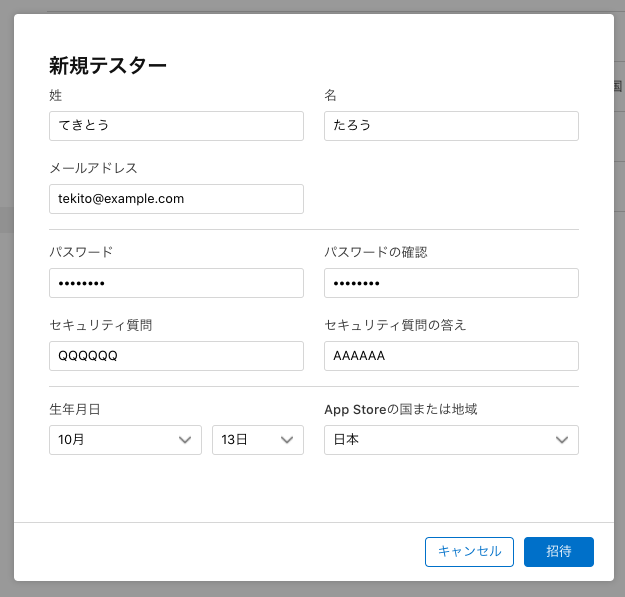 新規テスター
姓 名
てきとう たろう
メールアドレス
tekito@example.com
パスワード パスワードの確認
•••••••• ••••••••
セキュリティ質問 セキュリティ質問の答え
QQQQQQ AAAAAA
生年月日 App Storeの国または地域
10月 13日 日本
キャンセル 招待
国